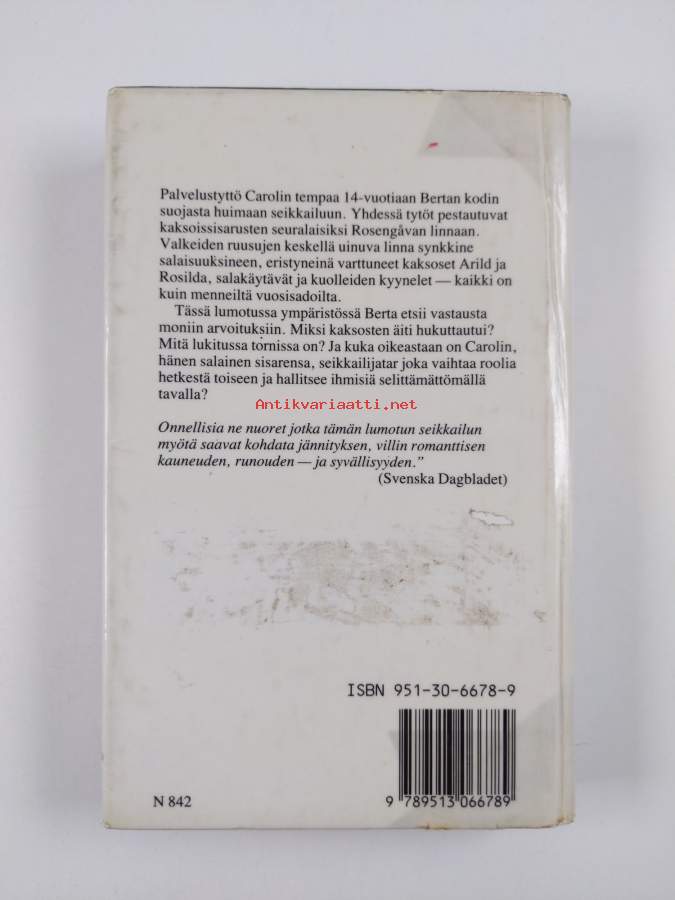 Palvelustyttö Carolin tempaa 14-vuotiaan Bertan kodin
suojasta huimaan seikkailuun. Yhdessä tytöt pestautuvat
kaksoissisarusten seuralaisiksi Rosengåvan linnaan.
Valkeiden ruusujen keskellä uinuva linna synkkine
salaisuuksineen, eristyneinä varttuneet kaksoset Arild ja
Rosilda, salakäytävät ja kuolleiden kyynelet — kaikki on
kuin menneiltä vuosisadoilta.
Tässä lumotussa ympäristössä Berta etsii vastausta
moniin arvoituksiin. Miksi kaksosten äiti hukuttautui?
Mitä lukitussa tornissa on? Ja kuka oikeastaan on Carolin,
hänen salainen sisarensa, seikkailijatar joka vaihtaa roolia
hetkestä toiseen ja hallitsee ihmisiä selittämättömällä
tavalla?
Antikvariaatti.net
Onnellisia ne nuoret jotka tämän lumotun seikkailun
myötä saavat kohdata jännityksen, villin romanttisen
kauneuden, runouden — ja syvällisyyden.”
(Svenska Dagbladet)
ISBN 951-30-6678-9
9 789513 066789
N 842